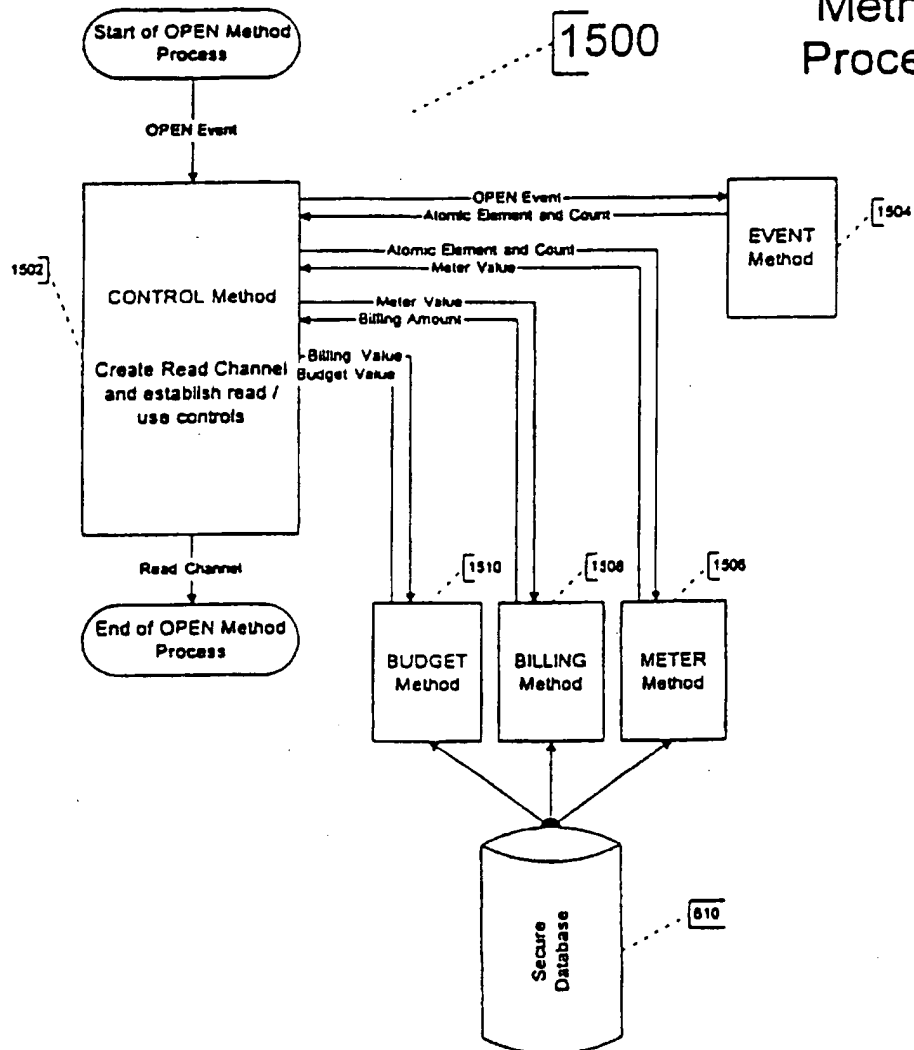 Start of OPEN Method
Process
1500
OPEN Event
OPEN Event
Atomic Element and Count
EVENT
Method
1504
1502
CONTROL Method
Create Read Channel
and establish read /
use controls
Atomic Element and Count
Meter Value
Meter Value
Billing Amount
Billing Value
Budget Value
Read Channel
End of OPEN Method
Process
1510
1508
1506
BUDGET
Method
BILLING
Method
METER
Method
Secure
Database
610